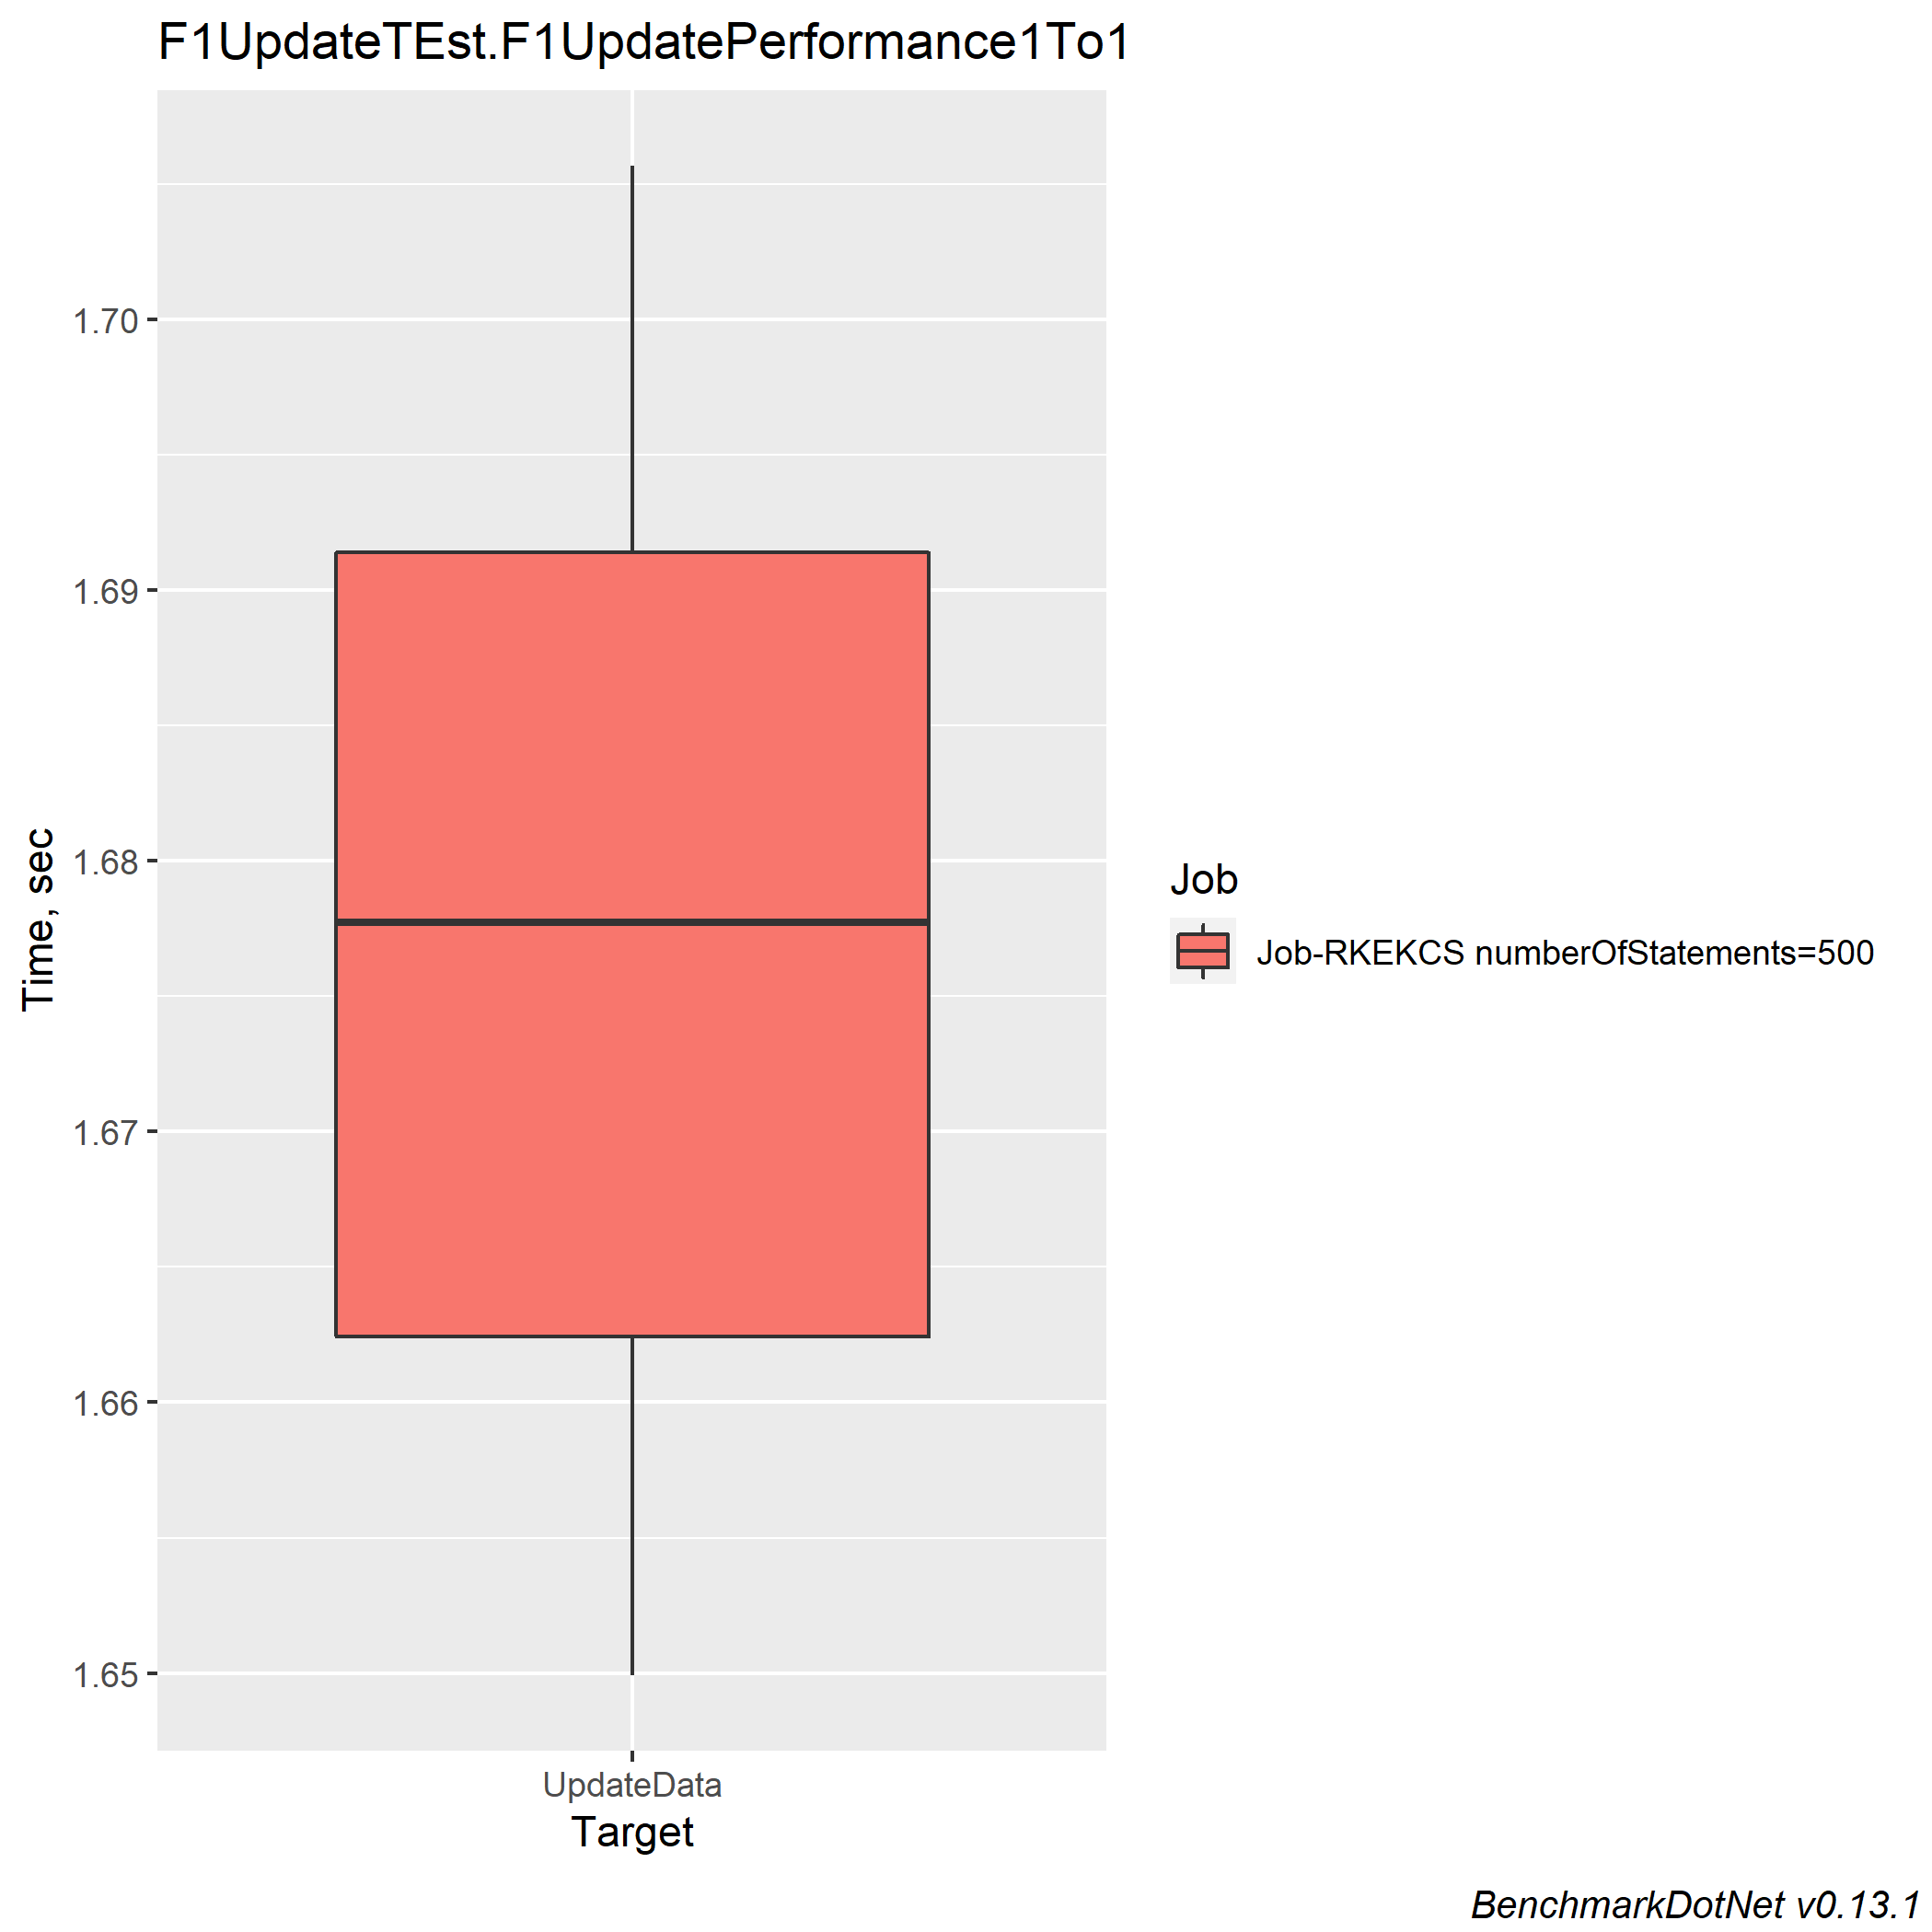 F1UpdateTEst.F1UpdatePerformance1To1
1.70
1.69
1.68
1.67
1.66
1.65
Time, sec
UpdateData
Target
Job
Job-RKEKCS numberOfStatements=500
BenchmarkDotNet v0.13.1